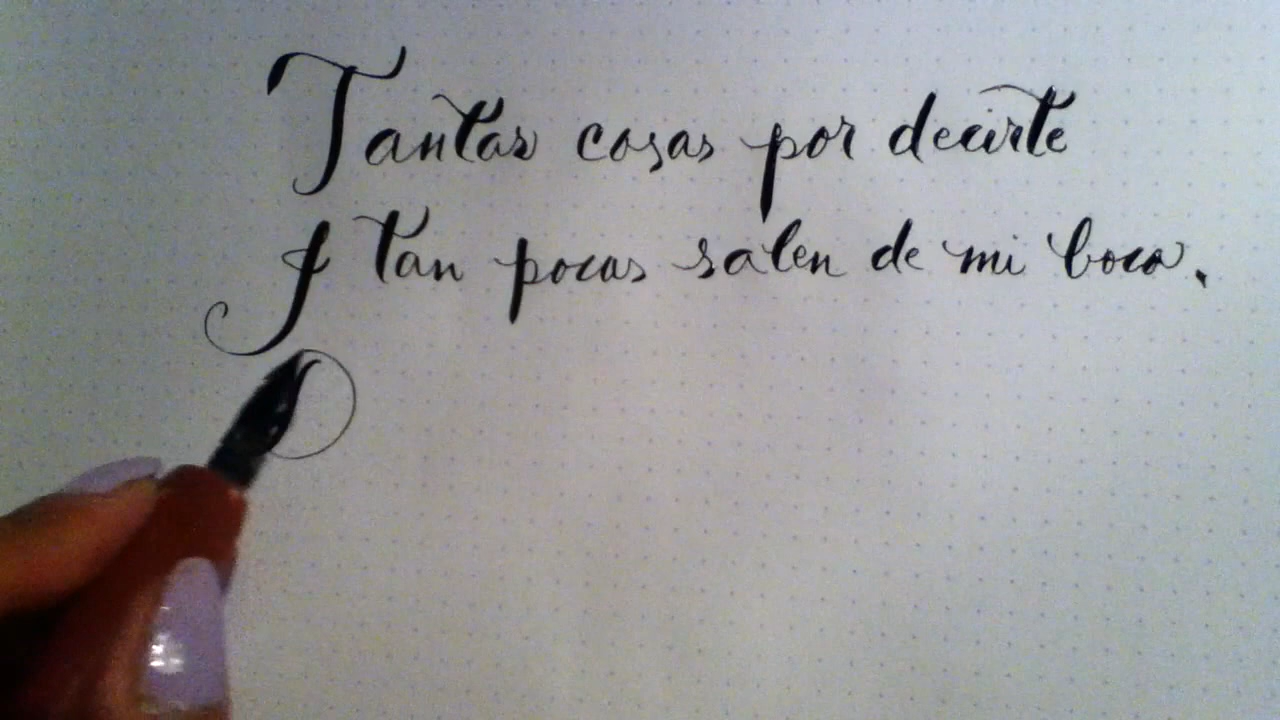 Tantas cosas por decirte
y tan pocas salen de mi boca.